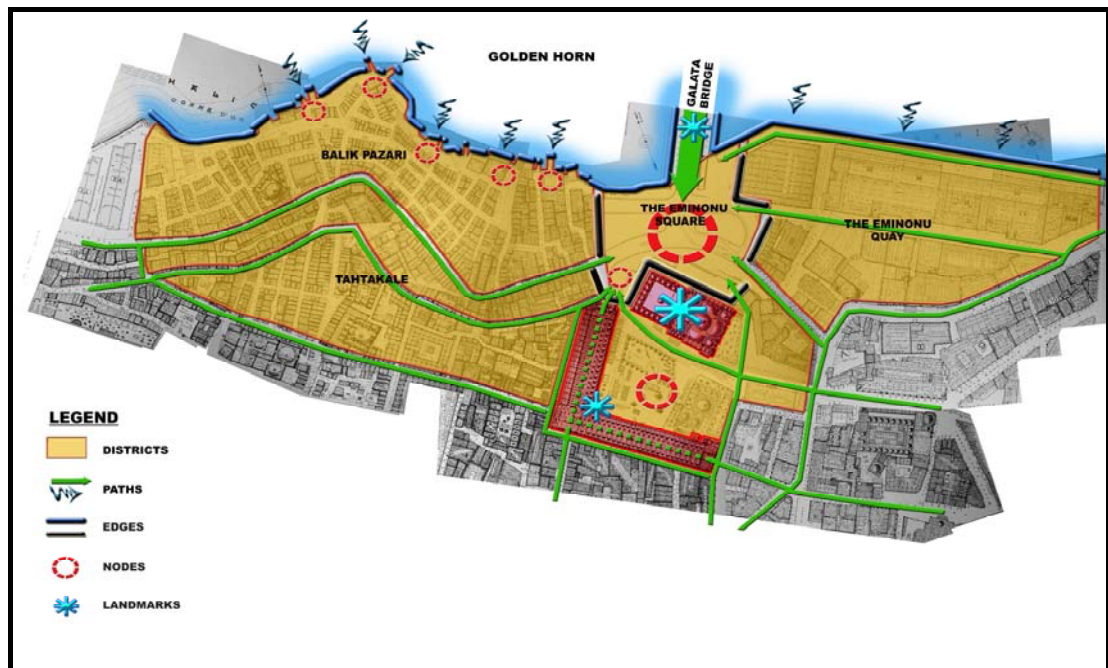 GOLDEN HORN
GALATA
BRIDGE
BALIK PAZARI
THE EMINONU
SQUARE
THE EMINONU
QUAY
TAHTAKALE
LEGEND
DISTRICTS
PATHS
EDGES
NODES
LANDMARKS